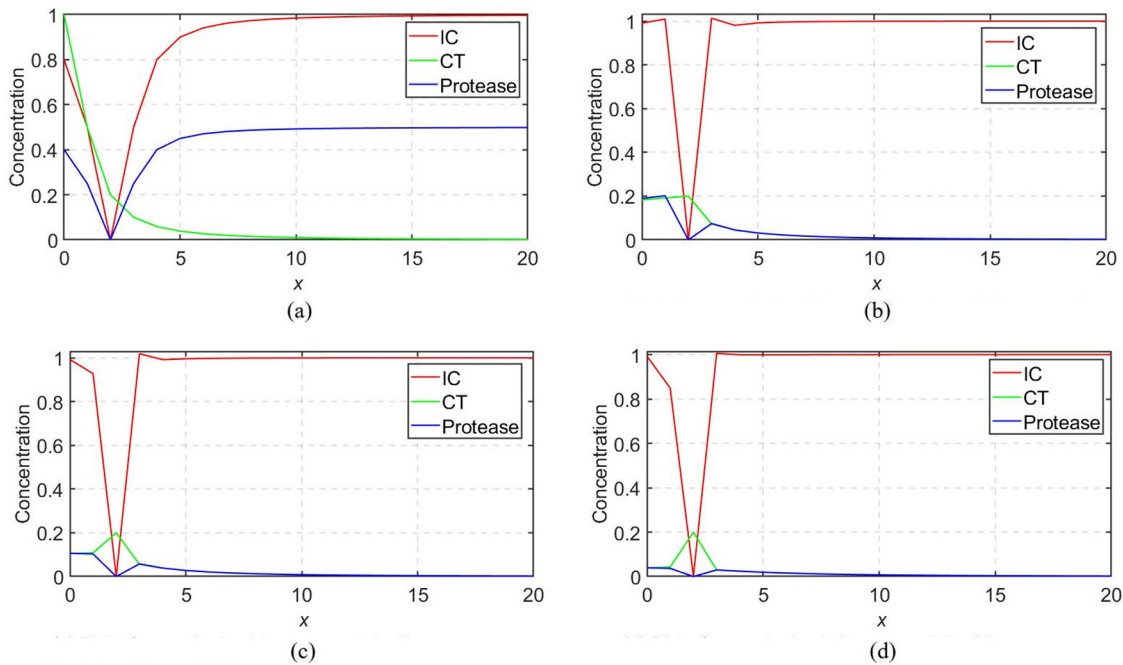 1
0.8
0.6
0.4
0.2
0
Concentration
0 5 10 15 20
x
IC
CT
Protease
(a)
1
0.8
0.6
0.4
0.2
0
Concentration
0 5 10 15 20
x
IC
CT
Protease
(b)
1
0.8
0.6
0.4
0.2
0
Concentration
0 5 10 15 20
x
IC
CT
Protease
(c)
1
0.8
0.6
0.4
0.2
0
Concentration
0 5 10 15 20
x
IC
CT
Protease
(d)